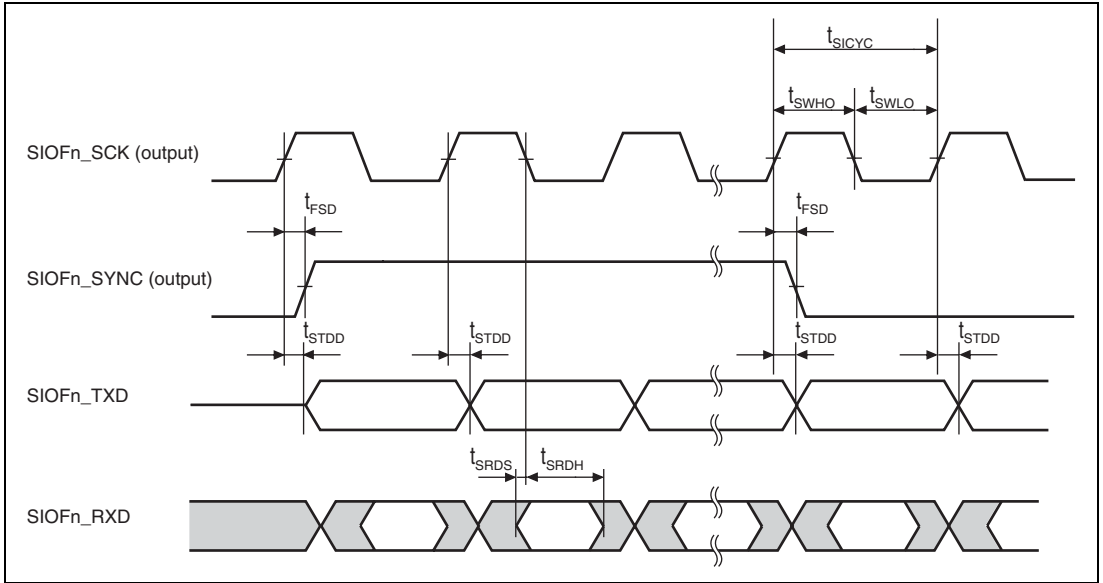 tSICYC
tSWHO tSWLO
SIOFn_SCK (output)
tFSD tFSD
SIOFn_SYNC (output)
tSTDD tSTDD tSTDD tSTDD
SIOFn_TXD
tSRDS tSRDH
SIOFn_RXD